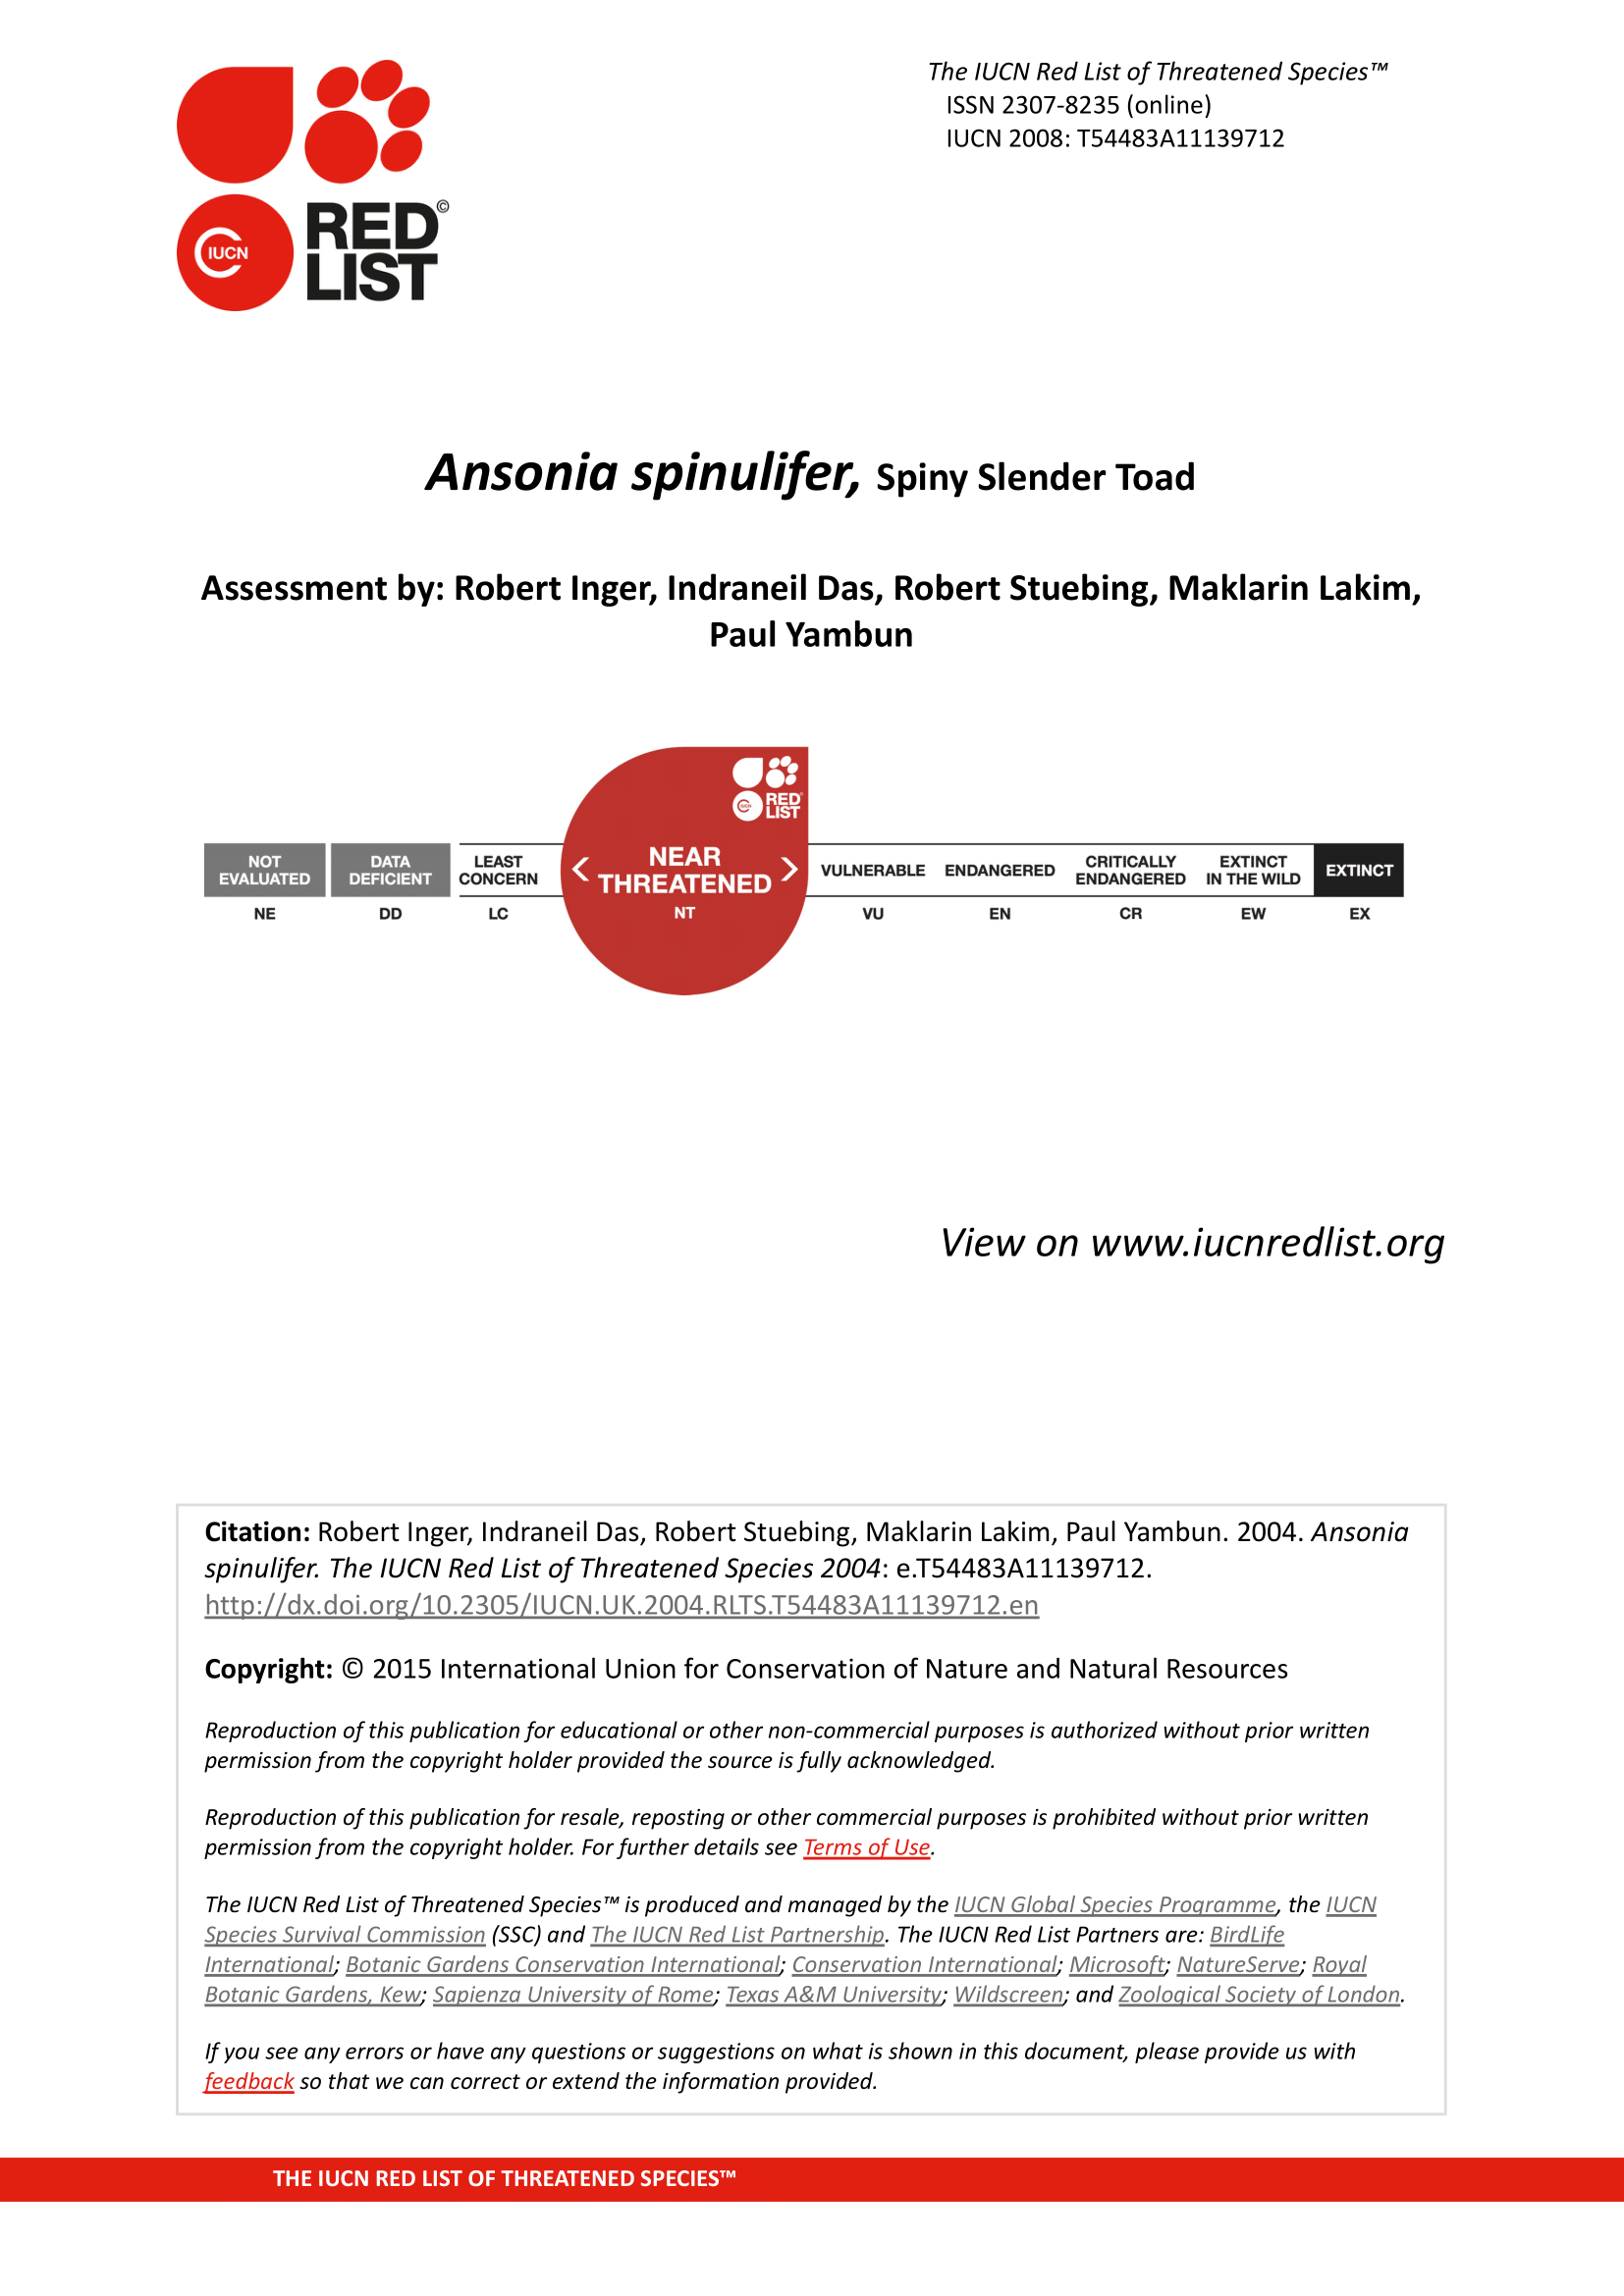 The IUCN Red List of Threatened Species™
ISSN 2307-8235 (online)
IUCN 2008: T54483A11139712
IUCN
RED©
LIST
Ansonia spinulifer, Spiny Slender Toad
Assessment by: Robert Inger, Indraneil Das, Robert Stuebing, Maklarin Lakim,
Paul Yambun
IUCN
RED
LIST
NOT
EVALUATED
DATA
DEFICIENT
LEAST
CONCERN
< NEAR
THREATENED >
VULNERABLE
ENDANGERED
CRITICALLY
ENDANGERED
EXTINCT
IN THE WILD
EXTINCT
NE DD LC NT VU EN CR EW EX
View on www.iucnredlist.org
Citation: Robert Inger, Indraneil Das, Robert Stuebing, Maklarin Lakim, Paul Yambun. 2004. Ansonia
spinulifer. The IUCN Red List of Threatened Species 2004: e.T54483A11139712.
http://dx.doi.org/10.2305/IUCN.UK.2004.RLTS.T54483A11139712.en
Copyright: © 2015 International Union for Conservation of Nature and Natural Resources
Reproduction of this publication for educational or other non-commercial purposes is authorized without prior written
permission from the copyright holder provided the source is fully acknowledged.
Reproduction of this publication for resale, reposting or other commercial purposes is prohibited without prior written
permission from the copyright holder. For further details see Terms of Use.
The IUCN Red List of Threatened Species™ is produced and managed by the IUCN Global Species Programme, the IUCN
Species Survival Commission (SSC) and The IUCN Red List Partnership. The IUCN Red List Partners are: BirdLife
International; Botanic Gardens Conservation International; Conservation International; Microsoft; NatureServe; Royal
Botanic Gardens, Kew; Sapienza University of Rome; Texas A&M University; Wildscreen; and Zoological Society of London.
If you see any errors or have any questions or suggestions on what is shown in this document, please provide us with
feedback so that we can correct or extend the information provided.
THE IUCN RED LIST OF THREATENED SPECIES™